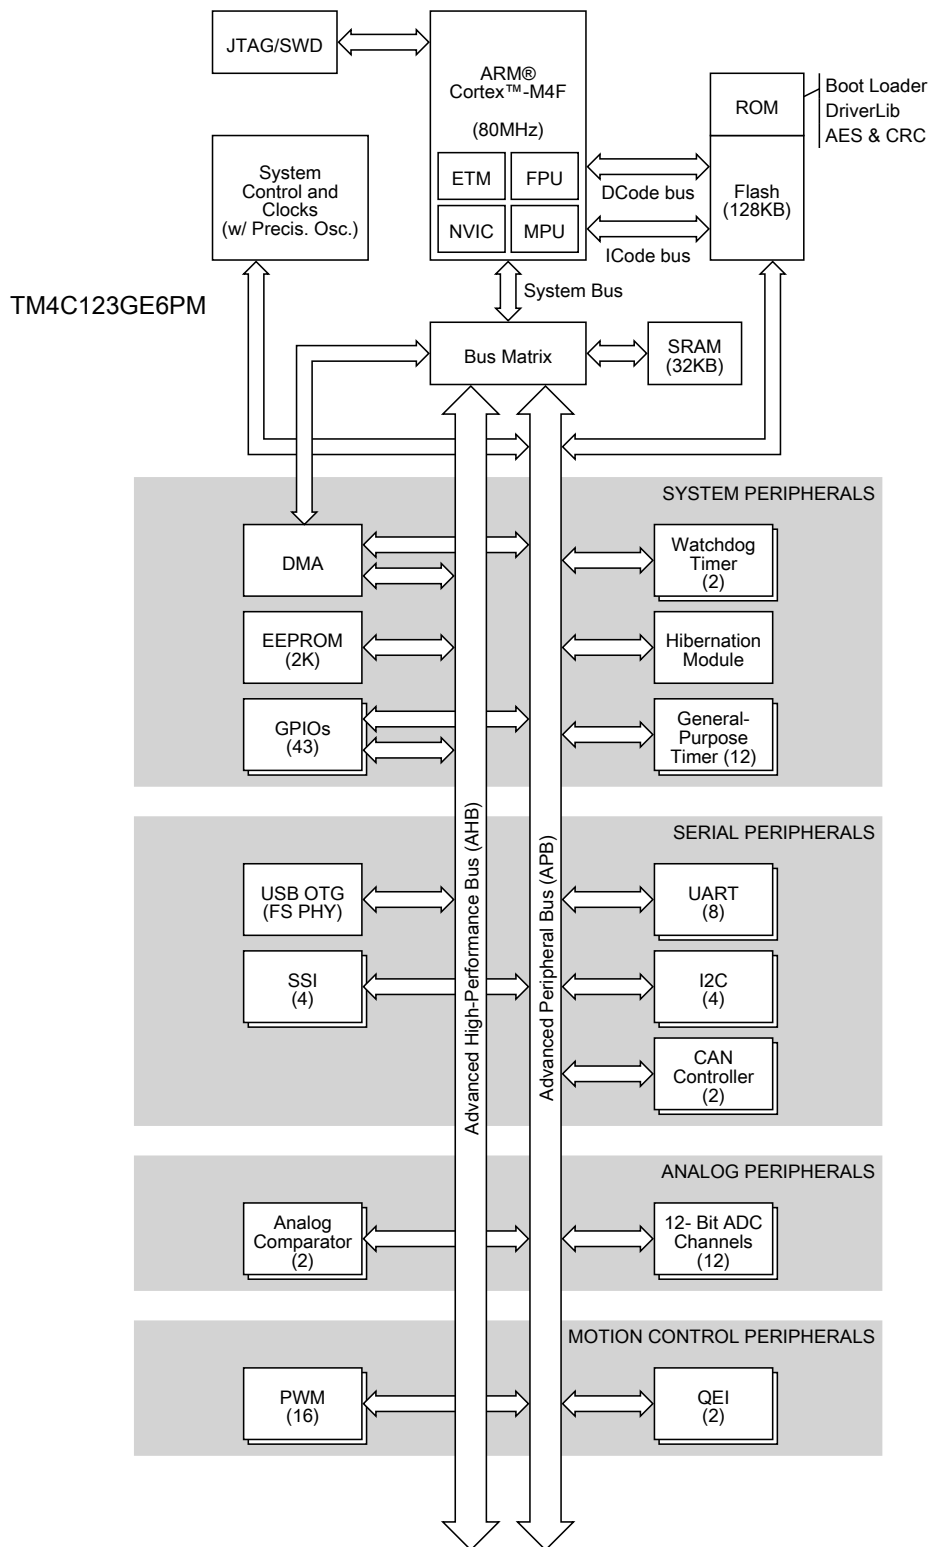 JTAG/SWD
ARM®
Cortex™-M4F
(80MHz)
ETM
FPU
NVIC
MPU
ROM
Boot Loader
DriverLib
AES & CRC
Flash
(128KB)
DCode bus
ICode bus
System
Control and
Clocks
(w/ Precis. Osc.)
TM4C123GE6PM
System Bus
Bus Matrix
SRAM
(32KB)
SYSTEM PERIPHERALS
DMA
Watchdog
Timer
(2)
EEPROM
(2K)
Hibernation
Module
GPIOs
(43)
General-
Purpose
Timer (12)
Advanced High-Performance Bus (AHB)
Advanced Peripheral Bus (APB)
SERIAL PERIPHERALS
USB OTG
(FS PHY)
UART
(8)
SSI
(4)
I2C
(4)
CAN
Controller
(2)
ANALOG PERIPHERALS
Analog
Comparator
(2)
12- Bit ADC
Channels
(12)
MOTION CONTROL PERIPHERALS
PWM
(16)
QEI
(2)